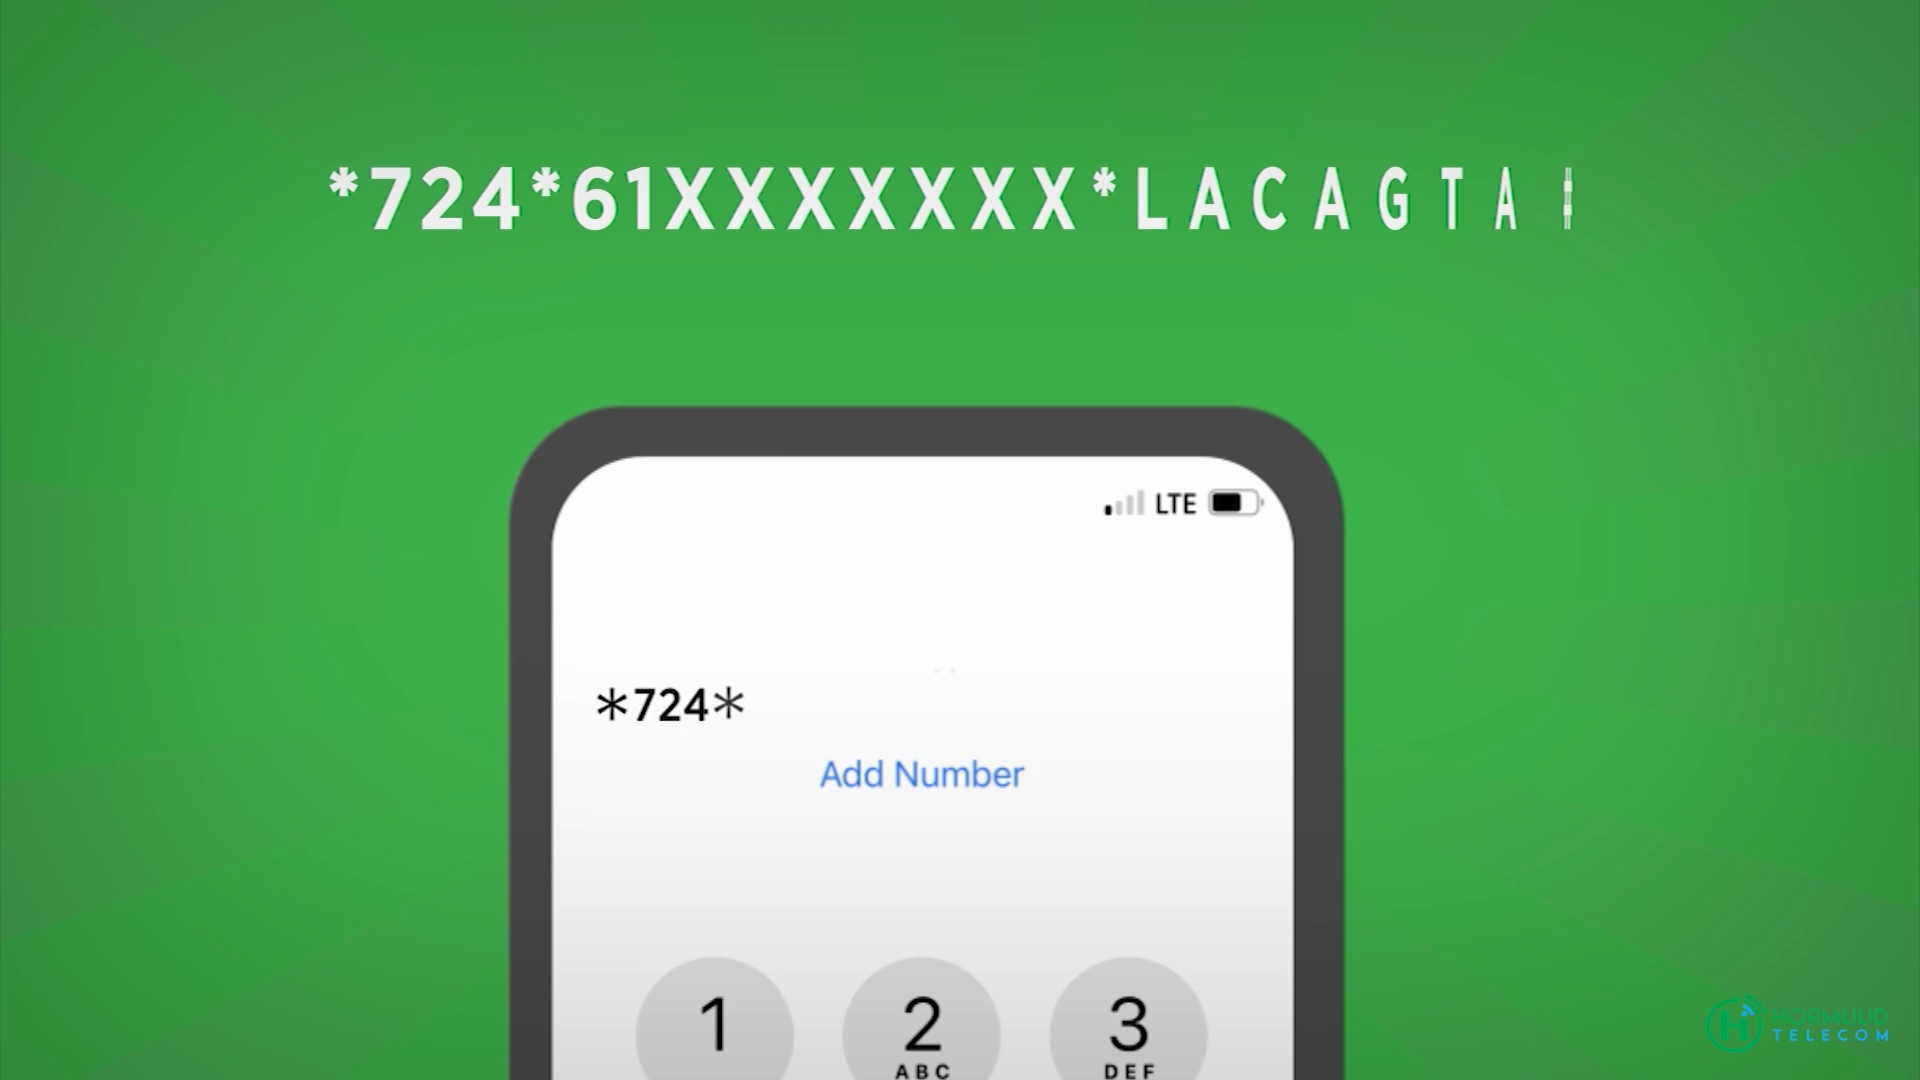 *724*61XXXXXXX*LACAGTA#
LTE
*724*
Add Number
1 2 3
ABC DEF
HORMUUD
TELECOM